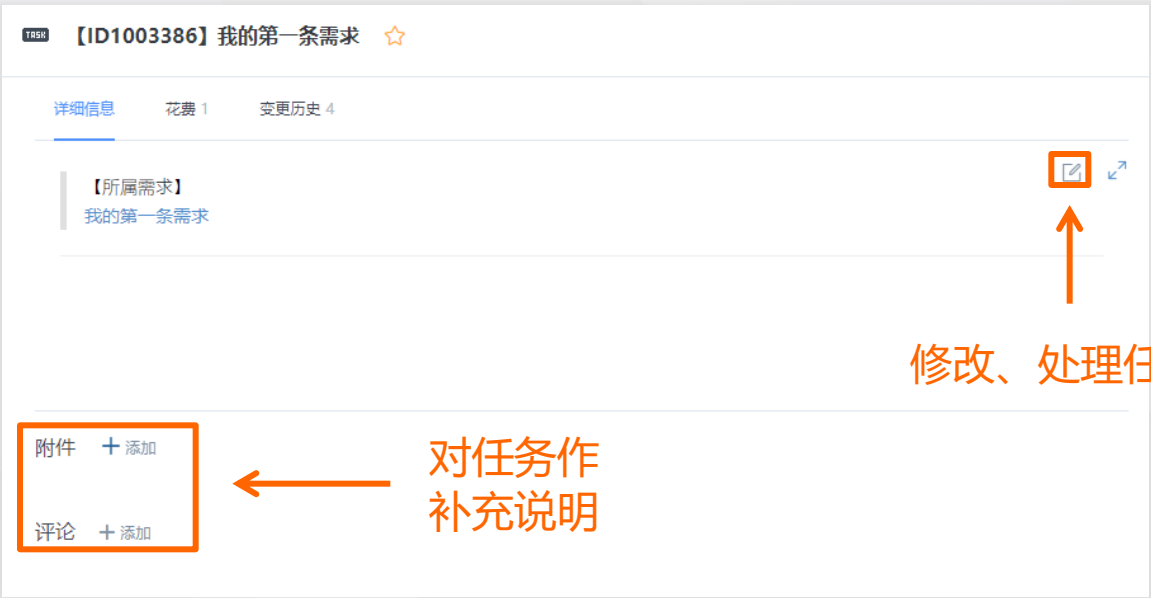 TASK 【ID1003386】我的第一条需求
详细信息 花费 1 变更历史 4
【所属需求】
我的第一条需求
修改、处理任
附件 + 添加
对任务作
补充说明
评论 + 添加